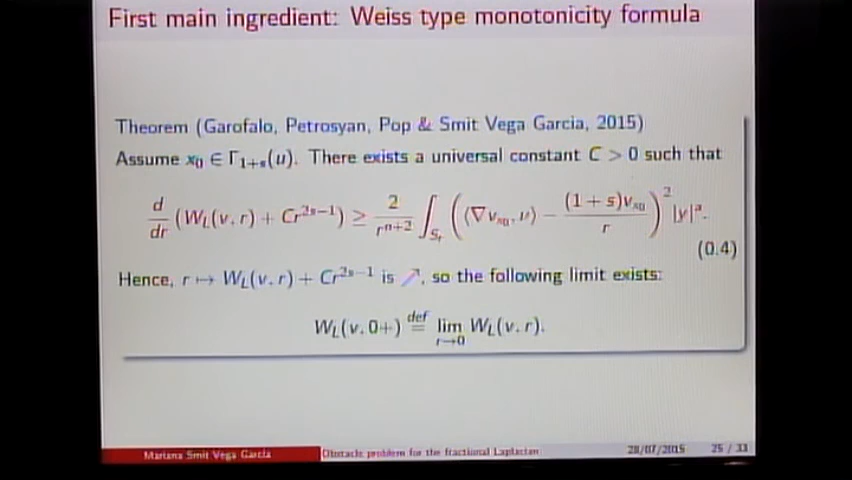 First main ingredient: Weiss type monotonicity formula
Theorem (Garofalo, Petrosyan, Pop & Smit Vega Garcia, 2015)
Assume x₀ ∈ Γ₁₊ₛ(u). There exists a universal constant C > 0 such that
d/dr (W_L(v, r) + Cr^{2s−1}) ≥ 2/r^{n+2} ∫_{S_r} (⟨∇v_{x₀}, ν⟩ − (1 + s)v_{x₀}/r)² |y|^a.
(0.4)
Hence, r ↦ W_L(v, r) + Cr^{2s−1} is ↗, so the following limit exists:
W_L(v, 0+) def= lim_{r→0} W_L(v, r).
Mariana Smit Vega Garcia Obstacle problem for the fractional Laplacian 28/07/2015 25 / 33